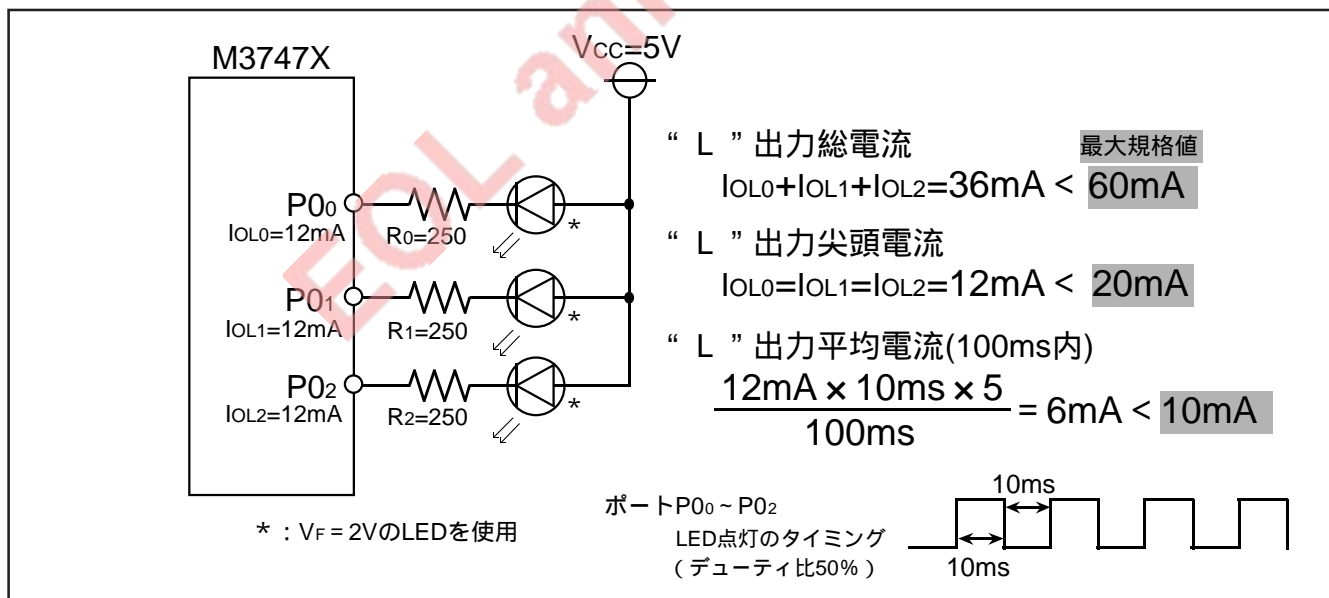 EOL an
M3747X
VCC=5V
P00
IOL0=12mA
R0=250
*
P01
IOL1=12mA
R1=250
*
P02
IOL2=12mA
R2=250
*
* : VF = 2VのLEDを使用
“ L ” 出力総電流
最大規格値
IOL0+IOL1+IOL2=36mA < 60mA
“ L ” 出力尖頭電流
IOL0=IOL1=IOL2=12mA < 20mA
“ L ” 出力平均電流(100ms内)
12mA × 10ms × 5
100ms
= 6mA < 10mA
ポートP00 ~ P02
LED点灯のタイミング
( デューティ比50% )
10ms
10ms